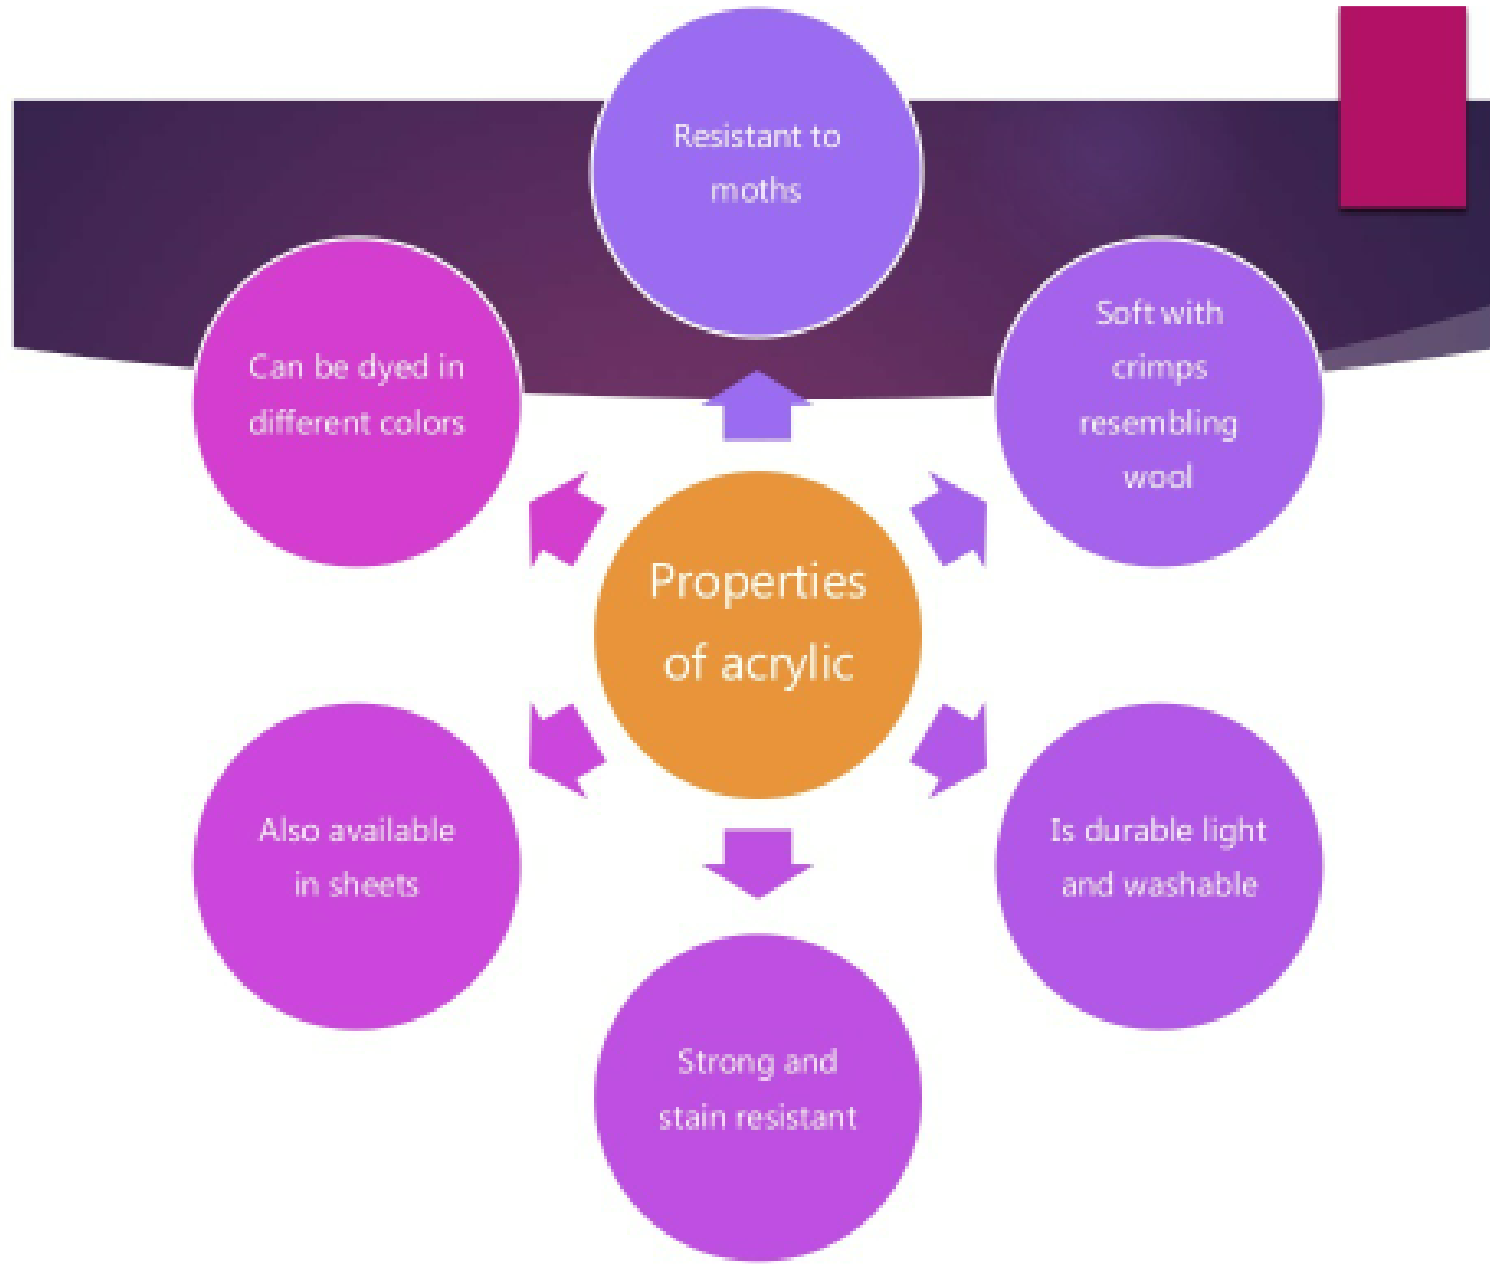 Resistant to
moths
Soft with
crimps
resembling
wool
Is durable light
and washable
Strong and
stain resistant
Also available
in sheets
Can be dyed in
different colors
Properties
of acrylic